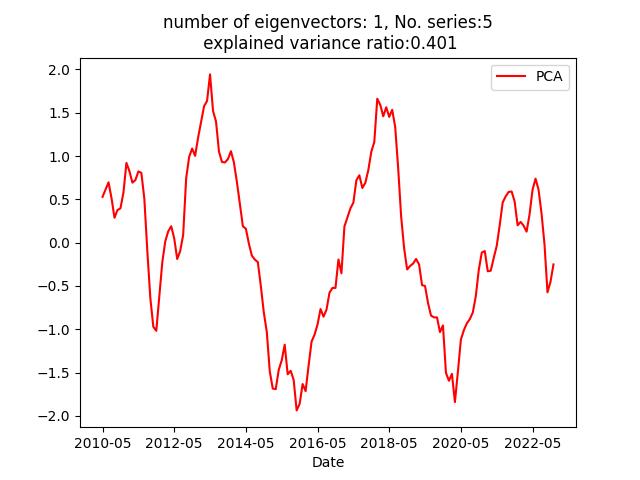 number of eigenvectors: 1, No. series:5
explained variance ratio:0.401
PCA
2.0
1.5
1.0
0.5
0.0
−0.5
−1.0
−1.5
−2.0
2010-05 2012-05 2014-05 2016-05 2018-05 2020-05 2022-05
Date